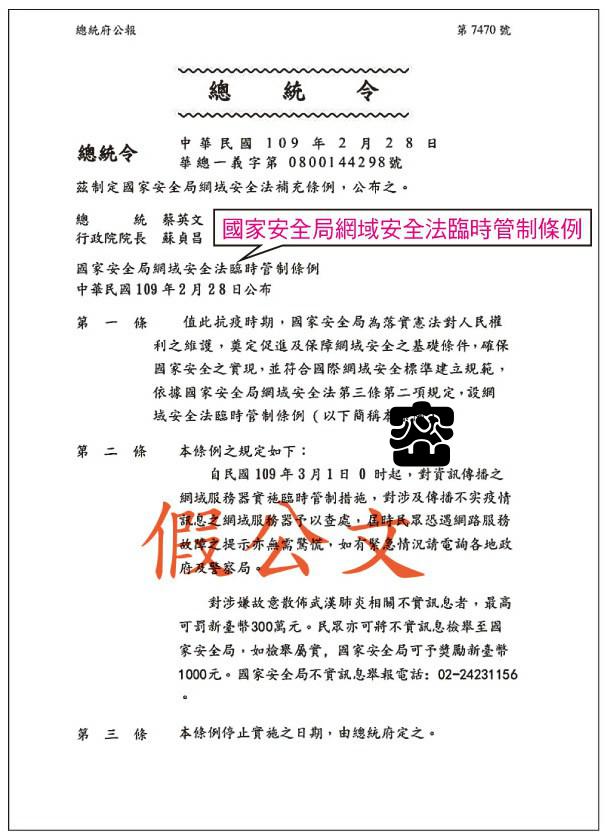 總統府公報 第 7470 號
總 統 令
總統令 中華民國 109 年 2 月 28 日
華總一義字第 0800144298號
茲制定國家安全局網域安全法補充條例，公布之。
總 統 蔡英文
行政院院長 蘇貞昌
國家安全局網域安全法臨時管制條例
國家安全局網域安全法臨時管制條例
中華民國109年2月28日公布
第 一 條 值此抗疫時期，國家安全局為落實憲法對人民權
利之維護，奠定促進及保障網域安全之基礎條件，確保
國家安全之實現，並符合國際網域安全標準建立規範，
依據國家安全局網域安全法第三條第二項規定，設網
域安全法臨時管制條例（以下簡稱本
密
第 二 條 本條例之規定如下：
自民國109年3月1日 0 時起，對資訊傳播之
網域服務器實施臨時管制措施，對涉及傳播不实疫情
訊息之網域服務器予以查處，屆時民眾恐遇網路服務
故障之提示亦無需驚慌，如有緊急情況請電詢各地政
府及警察局。
假公文
對涉嫌故意散佈武漢肺炎相關不實訊息者，最高
可罰新臺幣300萬元。民眾亦可將不實訊息檢舉至國
家安全局，如檢舉屬實，國家安全局可予獎勵新臺幣
1000元。國家安全局不實訊息舉報電話：02-24231156
。
第 三 條 本條例停止實施之日期，由總統府定之。